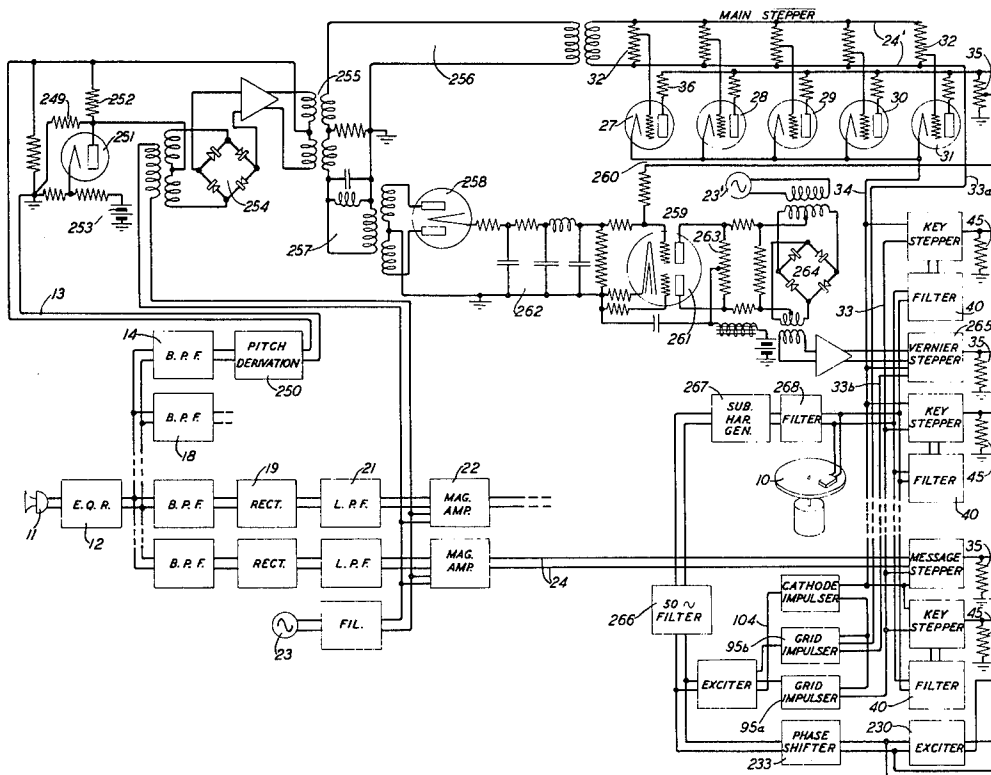 MAIN STEPPER
24'
32
32
35
255
256
249
252
251
36
27
28
29
30
31
254
253
258
260
23'
34
33a
259
263
264
257
262
261
KEY STEPPER
45
33
FILTER
40
265
VERNIER STEPPER
35
33b
13
14
B.P.F.
PITCH DERIVATION
250
B.P.F.
18
267
SUB. HAR. GEN.
268
FILTER
KEY STEPPER
45
FILTER
40
10
11
E.Q.R.
12
B.P.F.
19
RECT.
21
L.P.F.
22
MAG. AMP.
B.P.F.
RECT.
L.P.F.
MAG. AMP.
24
MESSAGE STEPPER
35
23
FIL.
266
50 ~ FILTER
CATHODE IMPULSER
104
95b
GRID IMPULSER
KEY STEPPER
45
EXCITER
GRID IMPULSER
95a
FILTER
40
PHASE SHIFTER
233
230
EXCITER